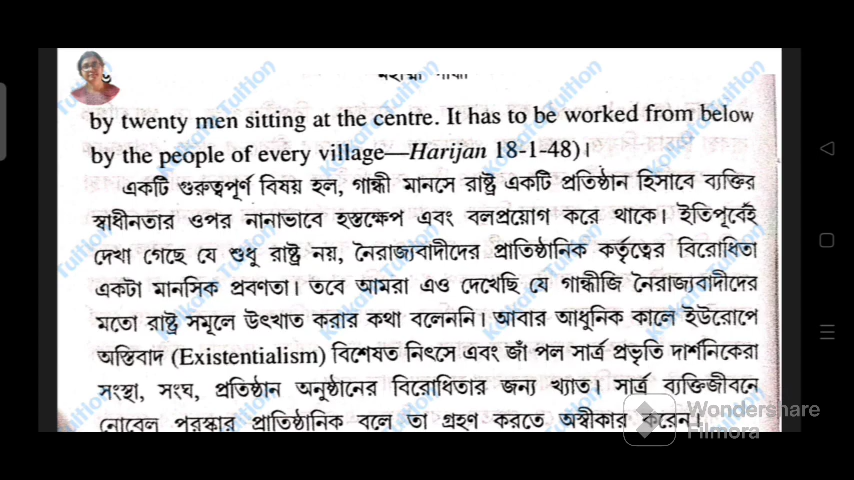 by twenty men sitting at the centre. It has to be worked from below
by the people of every village—Harijan 18-1-48)।
একটি গুরুত্বপূর্ণ বিষয় হল, গান্ধী মানসে রাষ্ট্র একটি প্রতিষ্ঠান হিসাবে ব্যক্তির
স্বাধীনতার ওপর নানাভাবে হস্তক্ষেপ এবং বলপ্রয়োগ করে থাকে। ইতিপূর্বেই
দেখা গেছে যে শুধু রাষ্ট্র নয়, নৈরাজ্যবাদীদের প্রাতিষ্ঠানিক কর্তৃত্বের বিরোধিতা
একটা মানসিক প্রবণতা। তবে আমরা এও দেখেছি যে গান্ধীজি নৈরাজ্যবাদীদের
মতো রাষ্ট্র সমূলে উৎখাত করার কথা বলেননি। আবার আধুনিক কালে ইউরোপে
অস্তিবাদ (Existentialism) বিশেষত নিৎসে এবং জাঁ পল সার্ত্র প্রভৃতি দার্শনিকেরা
সংস্থা, সংঘ, প্রতিষ্ঠান অনুষ্ঠানের বিরোধিতার জন্য খ্যাত। সার্ত্র ব্যক্তিজীবনে
নোবেল পুরস্কার প্রাতিষ্ঠানিক বলে তা গ্রহণ করতে অস্বীকার করেন।
Kolkata Tuition
Wondershare
Filmora